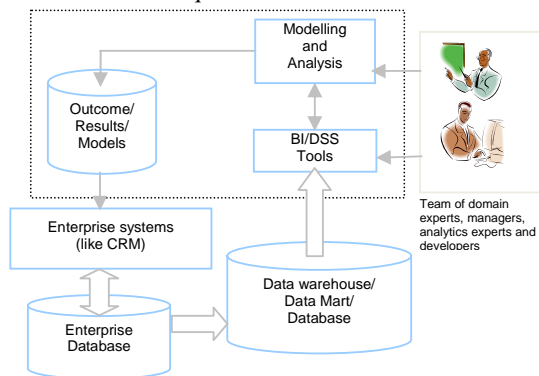 Modelling
and
Analysis
Outcome/
Results/
Models
BI/DSS
Tools
Team of domain
experts, managers,
analytics experts and
developers
Enterprise systems
(like CRM)
Data warehouse/
Data Mart/
Database
Enterprise
Database